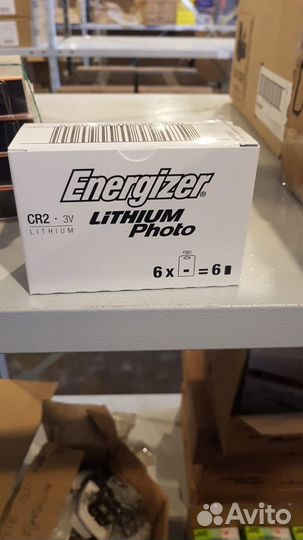 Energizer®
CR2 · 3V
LITHIUM
LiTHIUM
Photo
6 x = 6
Avito